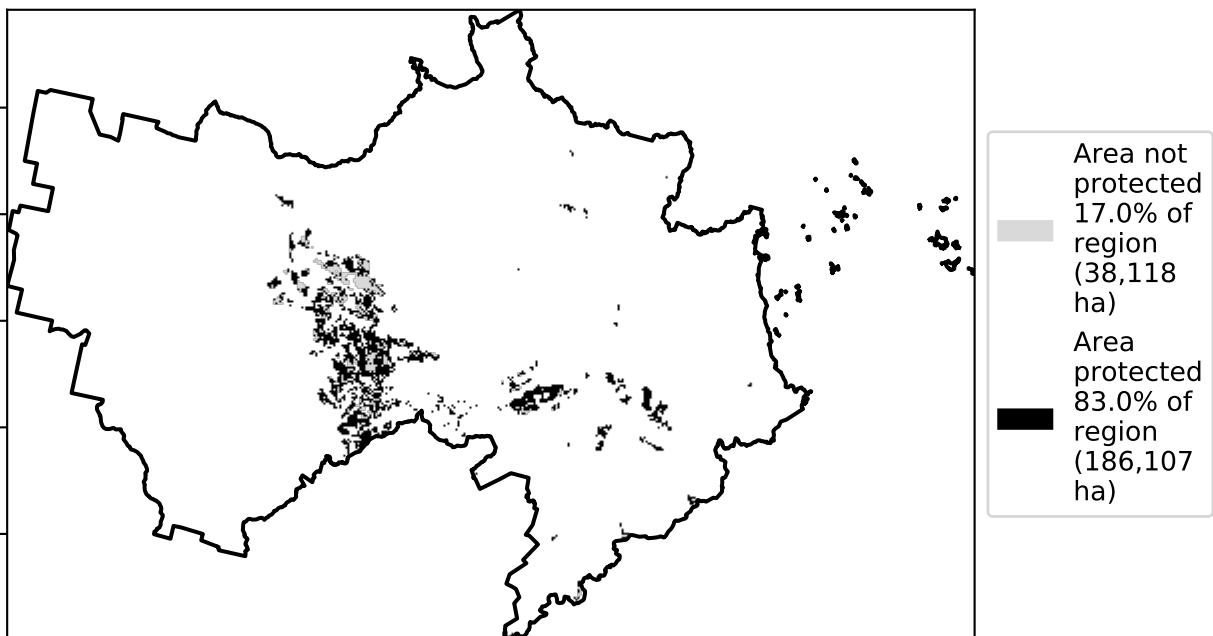 Area not
protected
17.0% of
region
(38,118
ha)
Area
protected
83.0% of
region
(186,107
ha)